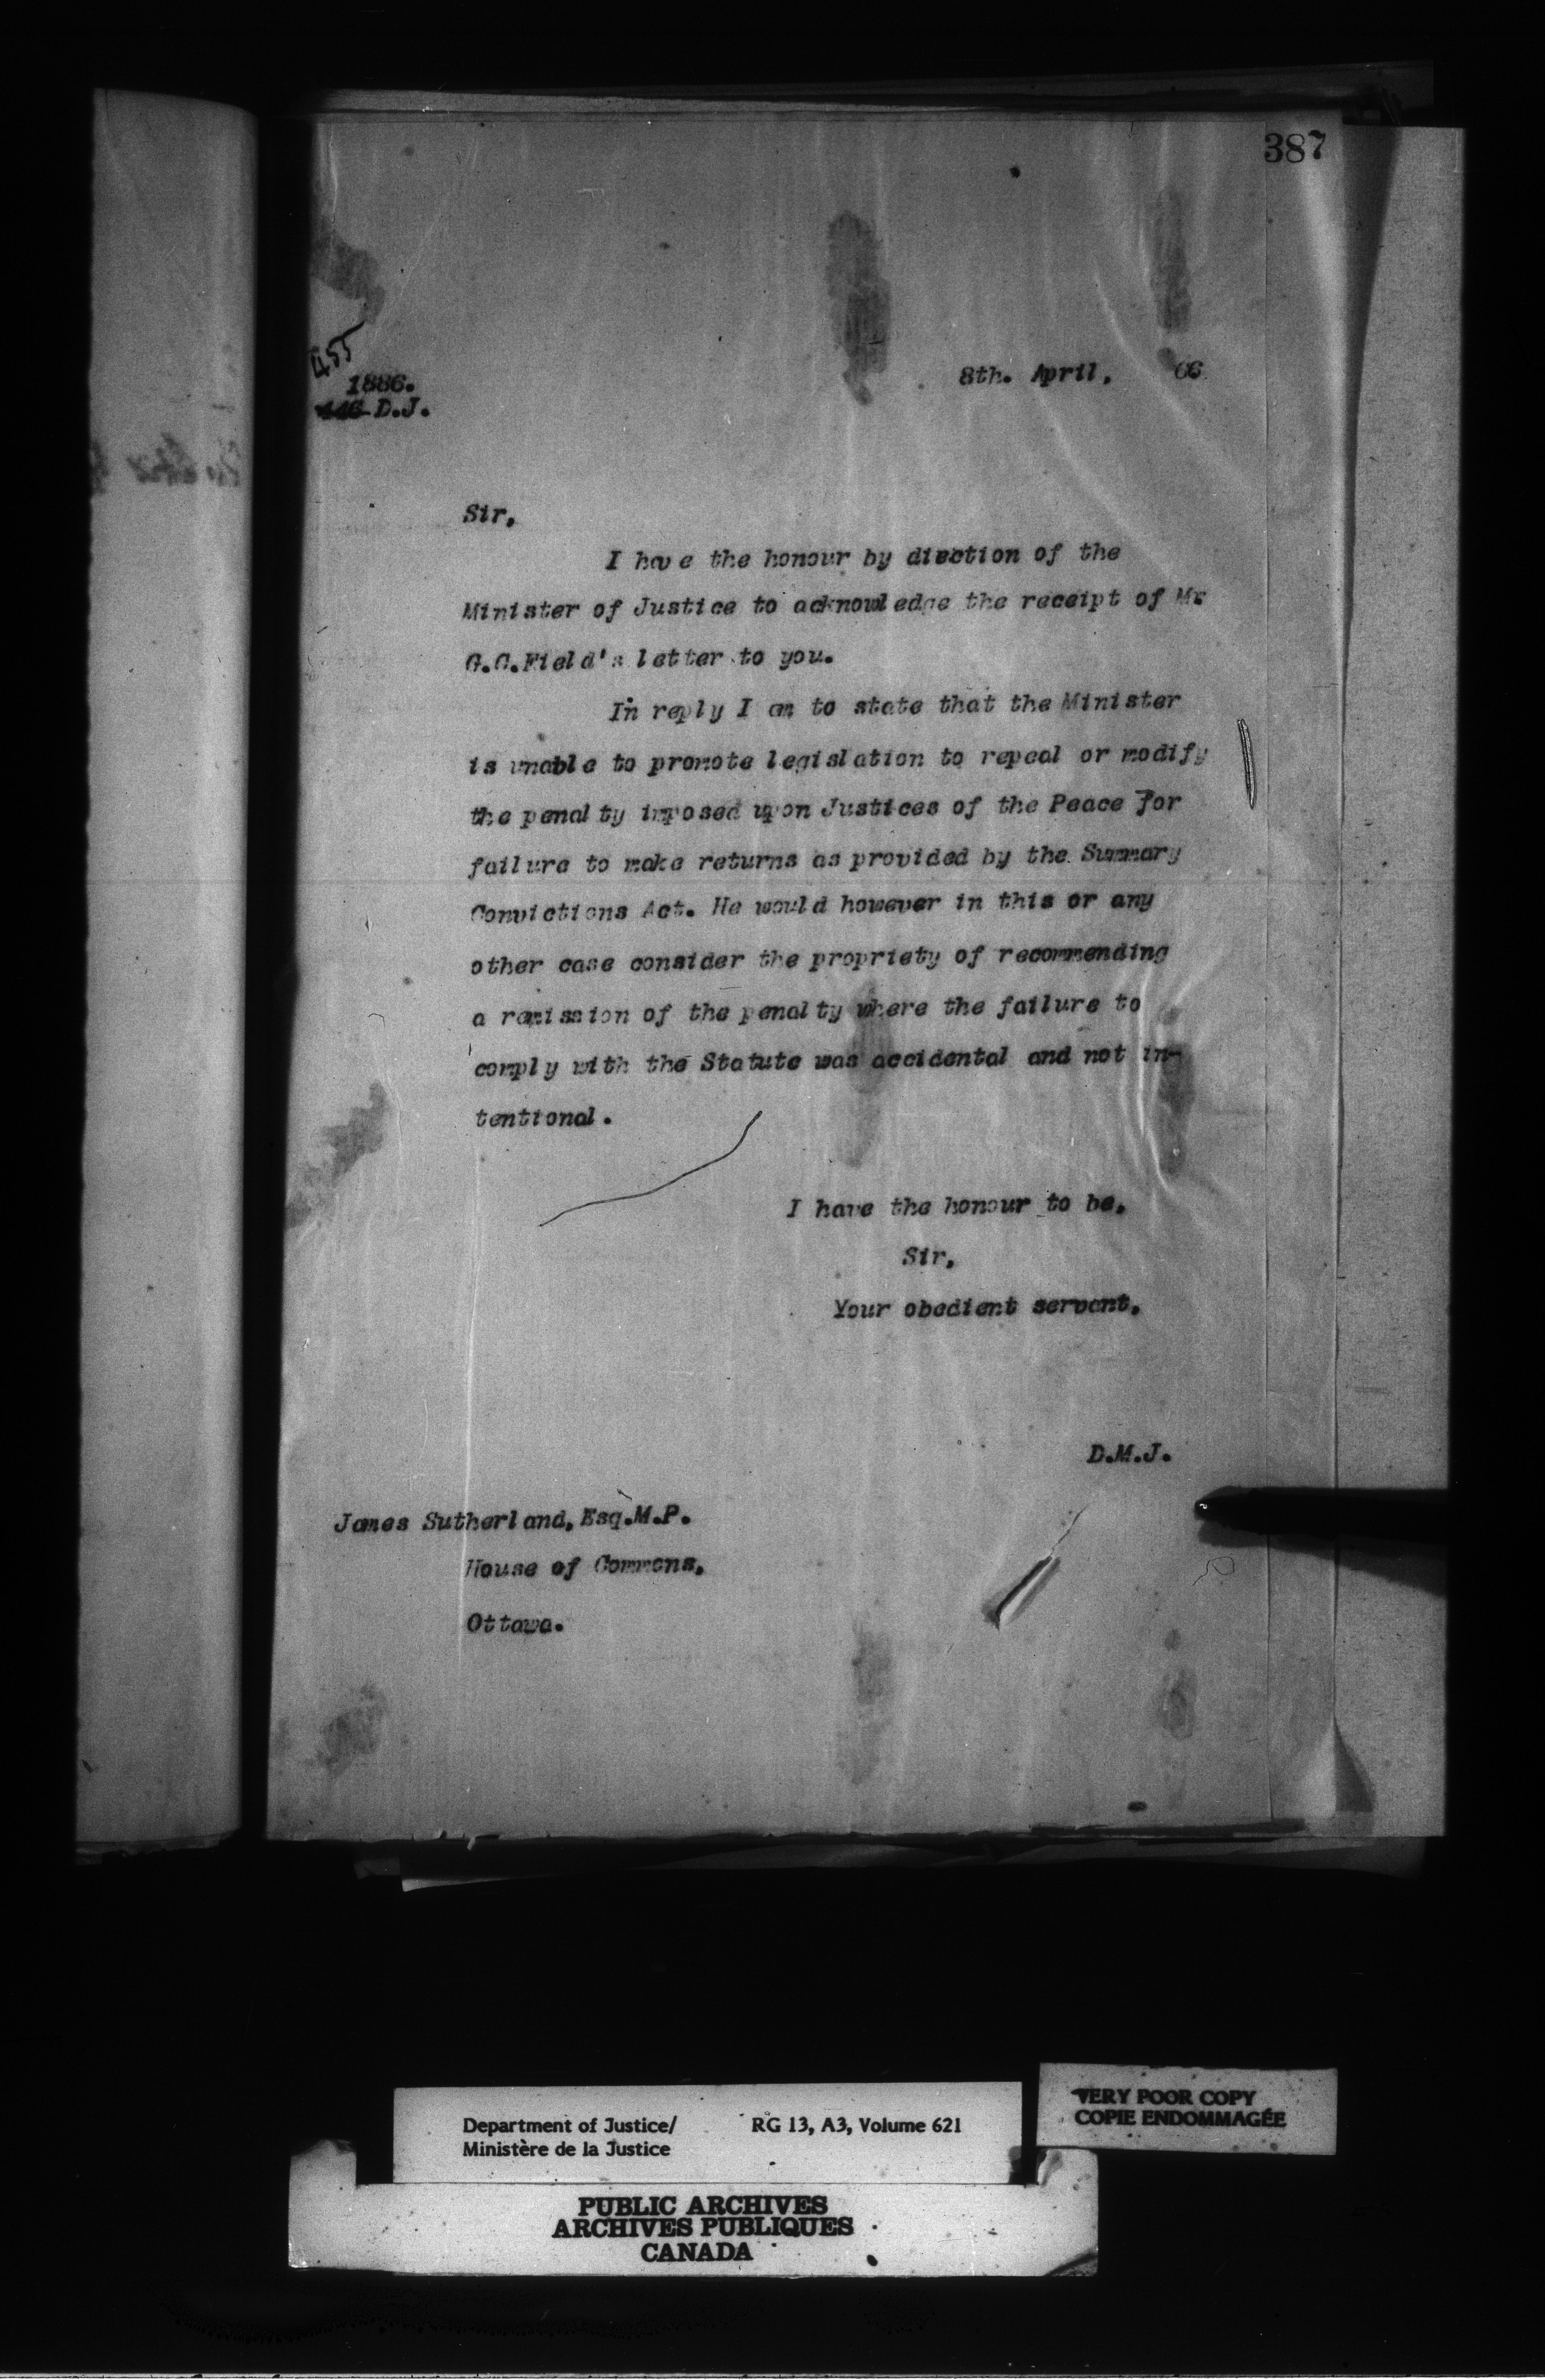 387
455
1886.
446 D.J.
8th. April, 86
Sir,
I have the honour by diection of the
Minister of Justice to acknowledge the receipt of Mr
G.C.Field's letter to you.
In reply I am to state that the Minister
is unable to promote legislation to repeal or modify
the penalty imposed upon Justices of the Peace for
failure to make returns as provided by the Summary
Convictions Act. He would however in this or any
other case consider the propriety of recommending
a remission of the penalty where the failure to
comply with the Statute was accidental and not in-
tentional.
I have the honour to be,
Sir,
Your obedient servant,
D.M.J.
James Sutherland, Esq.M.P.
House of Commons,
Ottawa.
Department of Justice/ RG 13, A3, Volume 621
Ministère de la Justice
VERY POOR COPY
COPIE ENDOMMAGÉE
PUBLIC ARCHIVES
ARCHIVES PUBLIQUES
CANADA